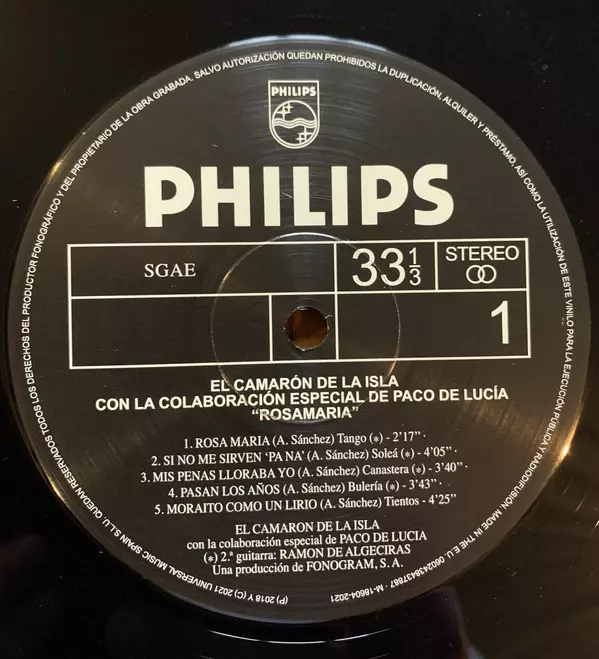 QUEDAN RESERVADOS TODOS LOS DERECHOS DEL PRODUCTOR FONOGRÁFICO Y DEL PROPIETARIO DE LA OBRA GRABADA. SALVO AUTORIZACIÓN QUEDAN PROHIBIDOS LA DUPLICACIÓN, ALQUILER Y PRÉSTAMO, ASÍ COMO LA UTILIZACIÓN DE ESTE VINILO PARA LA EJECUCIÓN PUBLICA Y RADIODIFUSIÓN. MADE IN THE E.U. 0602438437887 · M-18604-2021
PHILIPS
PHILIPS
SGAE
33 1/3
STEREO
1
EL CAMARÓN DE LA ISLA
CON LA COLABORACIÓN ESPECIAL DE PACO DE LUCÍA
“ROSAMARIA”
1. ROSA MARIA (A. Sánchez) Tango (*) - 2’17’’ ·
2. SI NO ME SIRVEN ‘PA NA’ (A. Sánchez) Soleá (*) - 4’05’’ ·
3. MIS PENAS LLORABA YO (A. Sánchez) Canastera (*) - 3’40’’ ·
4. PASAN LOS AÑOS (A. Sánchez) Bulería (*) - 3’43’’ ·
5. MORAITO COMO UN LIRIO (A. Sánchez) Tientos - 4’25’’
EL CAMARON DE LA ISLA
con la colaboración especial de PACO DE LUCIA
(*) 2.ª guitarra: RAMON DE ALGECIRAS
Una producción de FONOGRAM, S. A.
(P) 2018 Y (C) 2021 UNIVERSAL MUSIC SPAIN S.L.U.